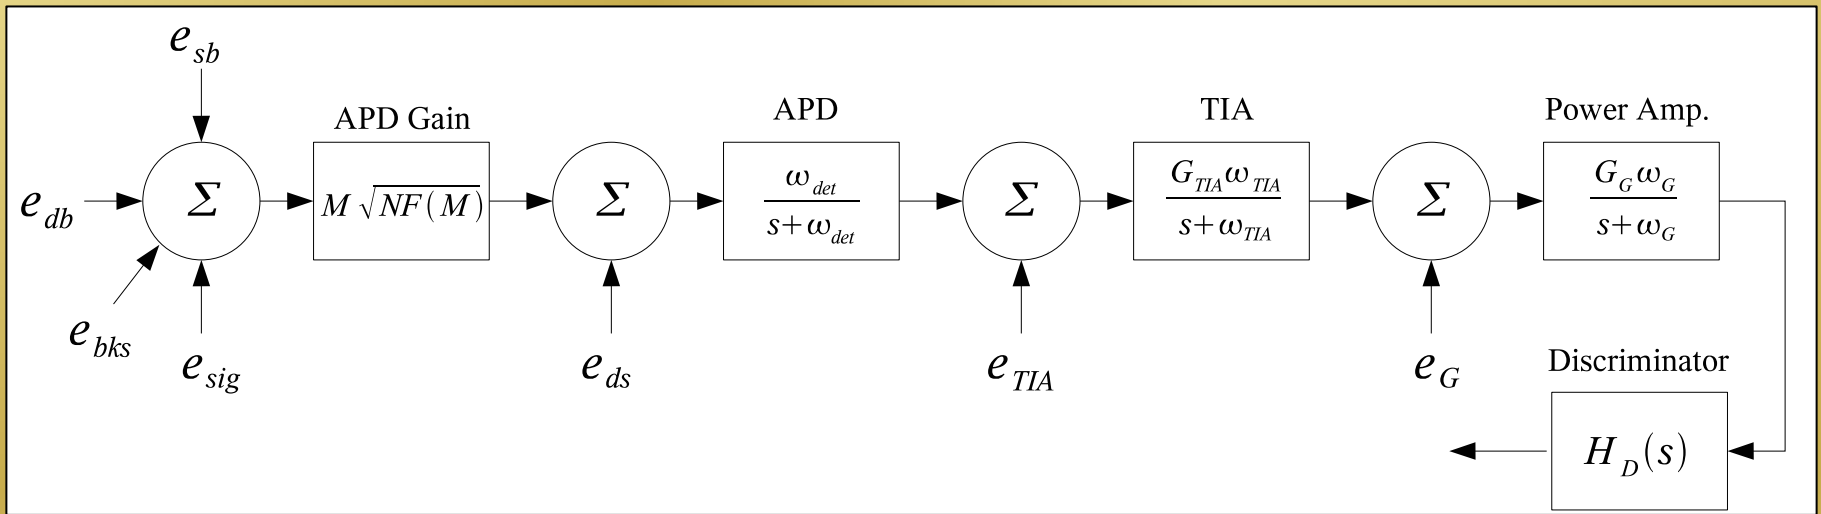 e_sb
APD Gain
APD
TIA
Power Amp.
e_db
Σ
M √NF(M)
Σ
ω_det / s+ω_det
Σ
G_TIA ω_TIA / s+ω_TIA
Σ
G_G ω_G / s+ω_G
e_bks
e_sig
e_ds
e_TIA
e_G
Discriminator
H_D(s)